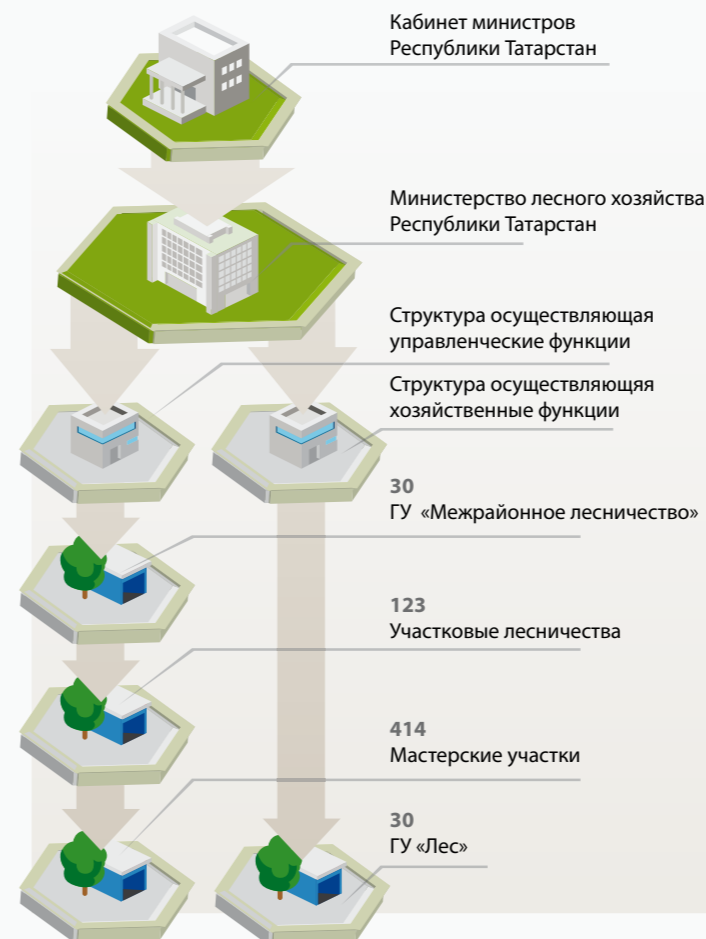 Кабинет министров
Республики Татарстан
Министерство лесного хозяйства
Республики Татарстан
Структура осуществляющая
управленческие функции
Структура осуществляющяя
хозяйственные функции
30
ГУ «Межрайонное лесничество»
123
Участковые лесничества
414
Мастерские участки
30
ГУ «Лес»